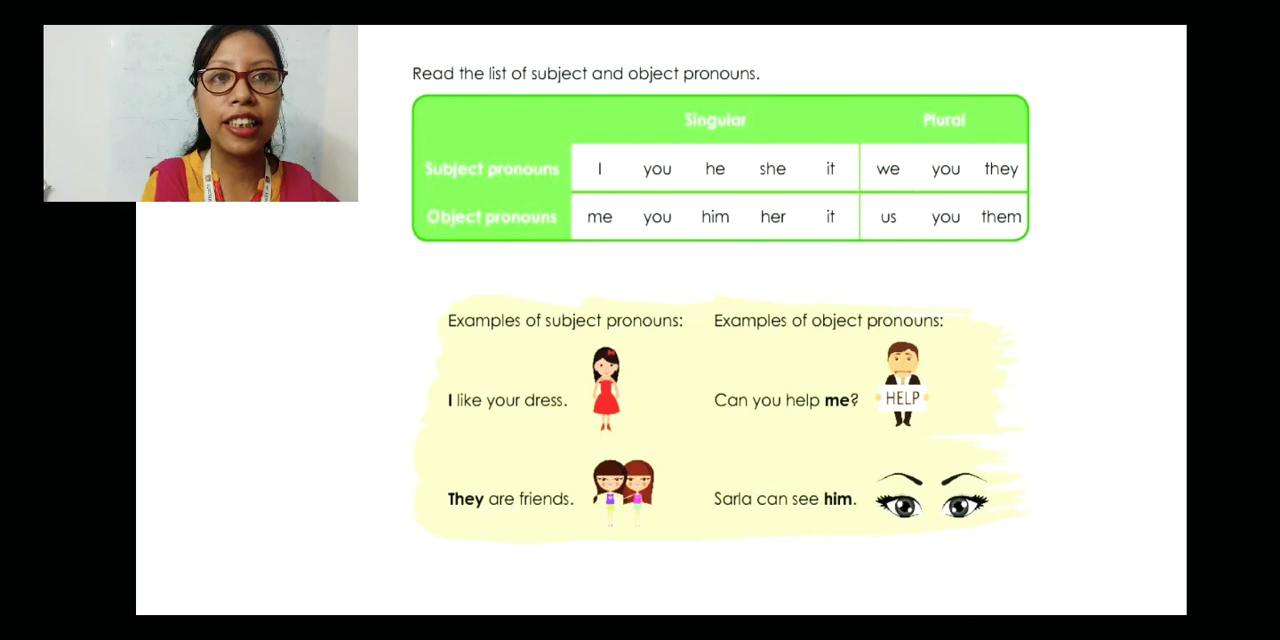 Read the list of subject and object pronouns.
Singular Plural
Subject pronouns I you he she it we you they
Object pronouns me you him her it us you them
Examples of subject pronouns: Examples of object pronouns:
I like your dress. Can you help me? HELP
They are friends. Sarla can see him.